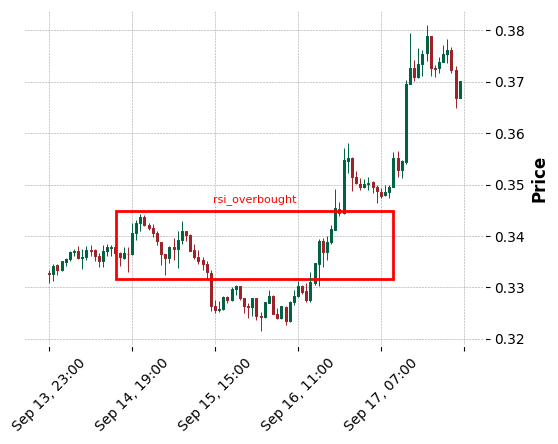 0.38
0.37
0.36
0.35
0.34
0.33
0.32
Price
rsi_overbought
Sep 13, 23:00
Sep 14, 19:00
Sep 15, 15:00
Sep 16, 11:00
Sep 17, 07:00